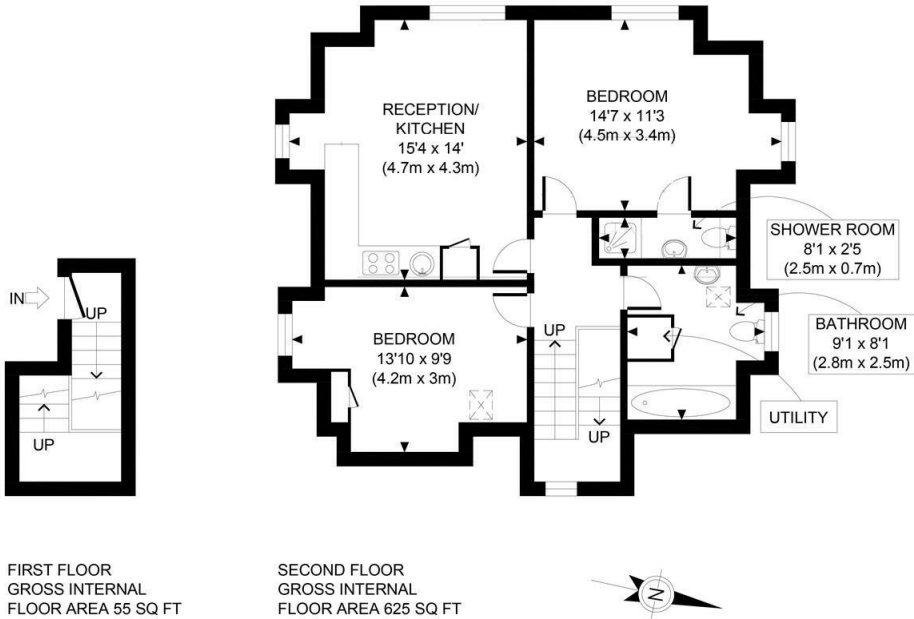 RECEPTION/
KITCHEN
15'4 x 14'
(4.7m x 4.3m)
BEDROOM
14'7 x 11'3
(4.5m x 3.4m)
SHOWER ROOM
8'1 x 2'5
(2.5m x 0.7m)
IN
UP
UP
BEDROOM
13'10 x 9'9
(4.2m x 3m)
UP
UP
BATHROOM
9'1 x 8'1
(2.8m x 2.5m)
UTILITY
FIRST FLOOR
GROSS INTERNAL
FLOOR AREA 55 SQ FT
SECOND FLOOR
GROSS INTERNAL
FLOOR AREA 625 SQ FT
N